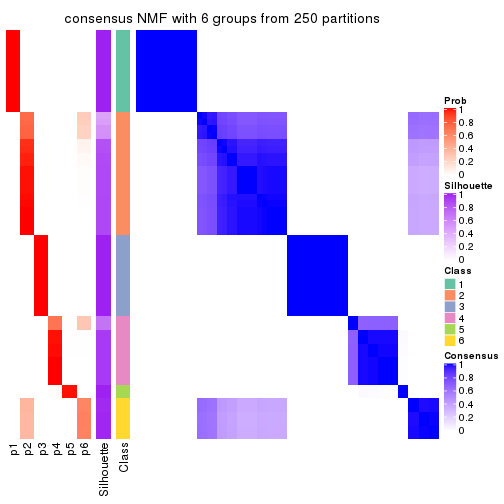 consensus NMF with 6 groups from 250 partitions
Prob
1
0.8
0.6
0.4
0.2
0
Silhouette
1
0.8
0.6
0.4
0.2
0
Class
1
2
3
4
5
6
Consensus
1
0.8
0.6
0.4
0.2
0
p1
p2
p3
p4
p5
p6
Silhouette
Class